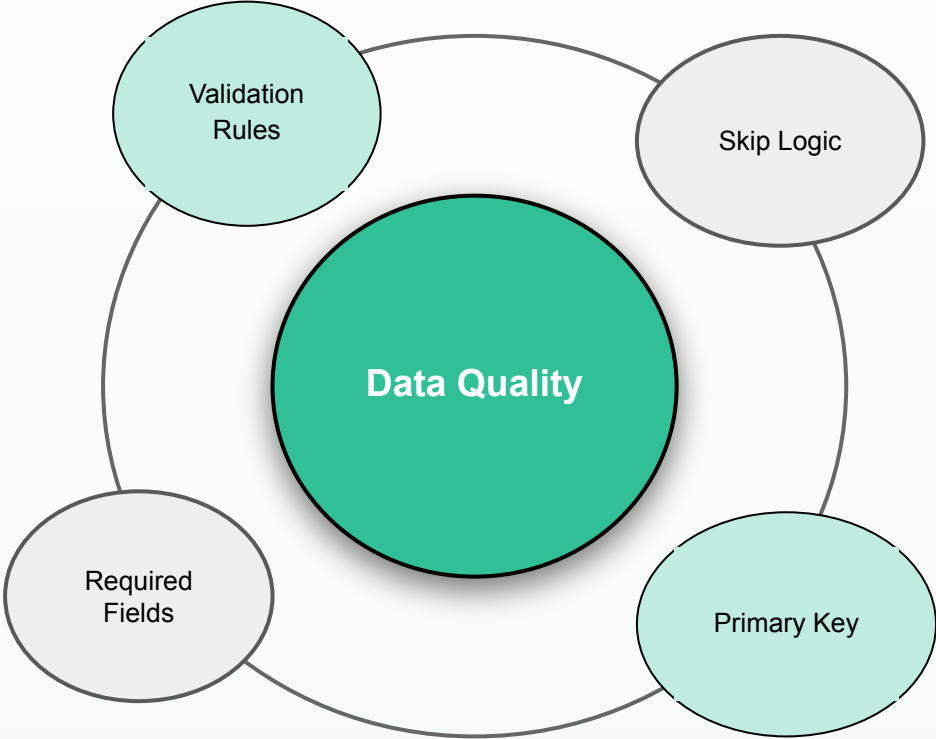 Validation
Rules
Skip Logic
Data Quality
Required
Fields
Primary Key